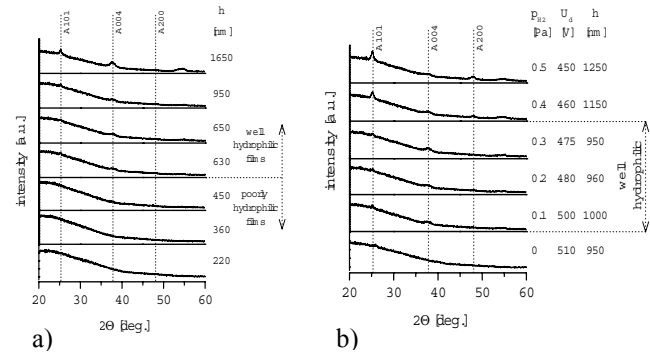 A101
A004
A200
h
[nm]
1650
950
650
630
450
360
220
well
hydrophilic
films
poorly
hydrophilic
films
intensity [a.u.]
20 30 40 50 60
2Θ [deg.]
a)
A101
A004
A200
pH2 Ud h
[Pa] [V] [nm]
0.5 450 1250
0.4 460 1150
0.3 475 950
0.2 480 960
0.1 500 1000
0 510 950
well
hydrophilic
intensity [a.u.]
20 30 40 50 60
2Θ [deg.]
b)